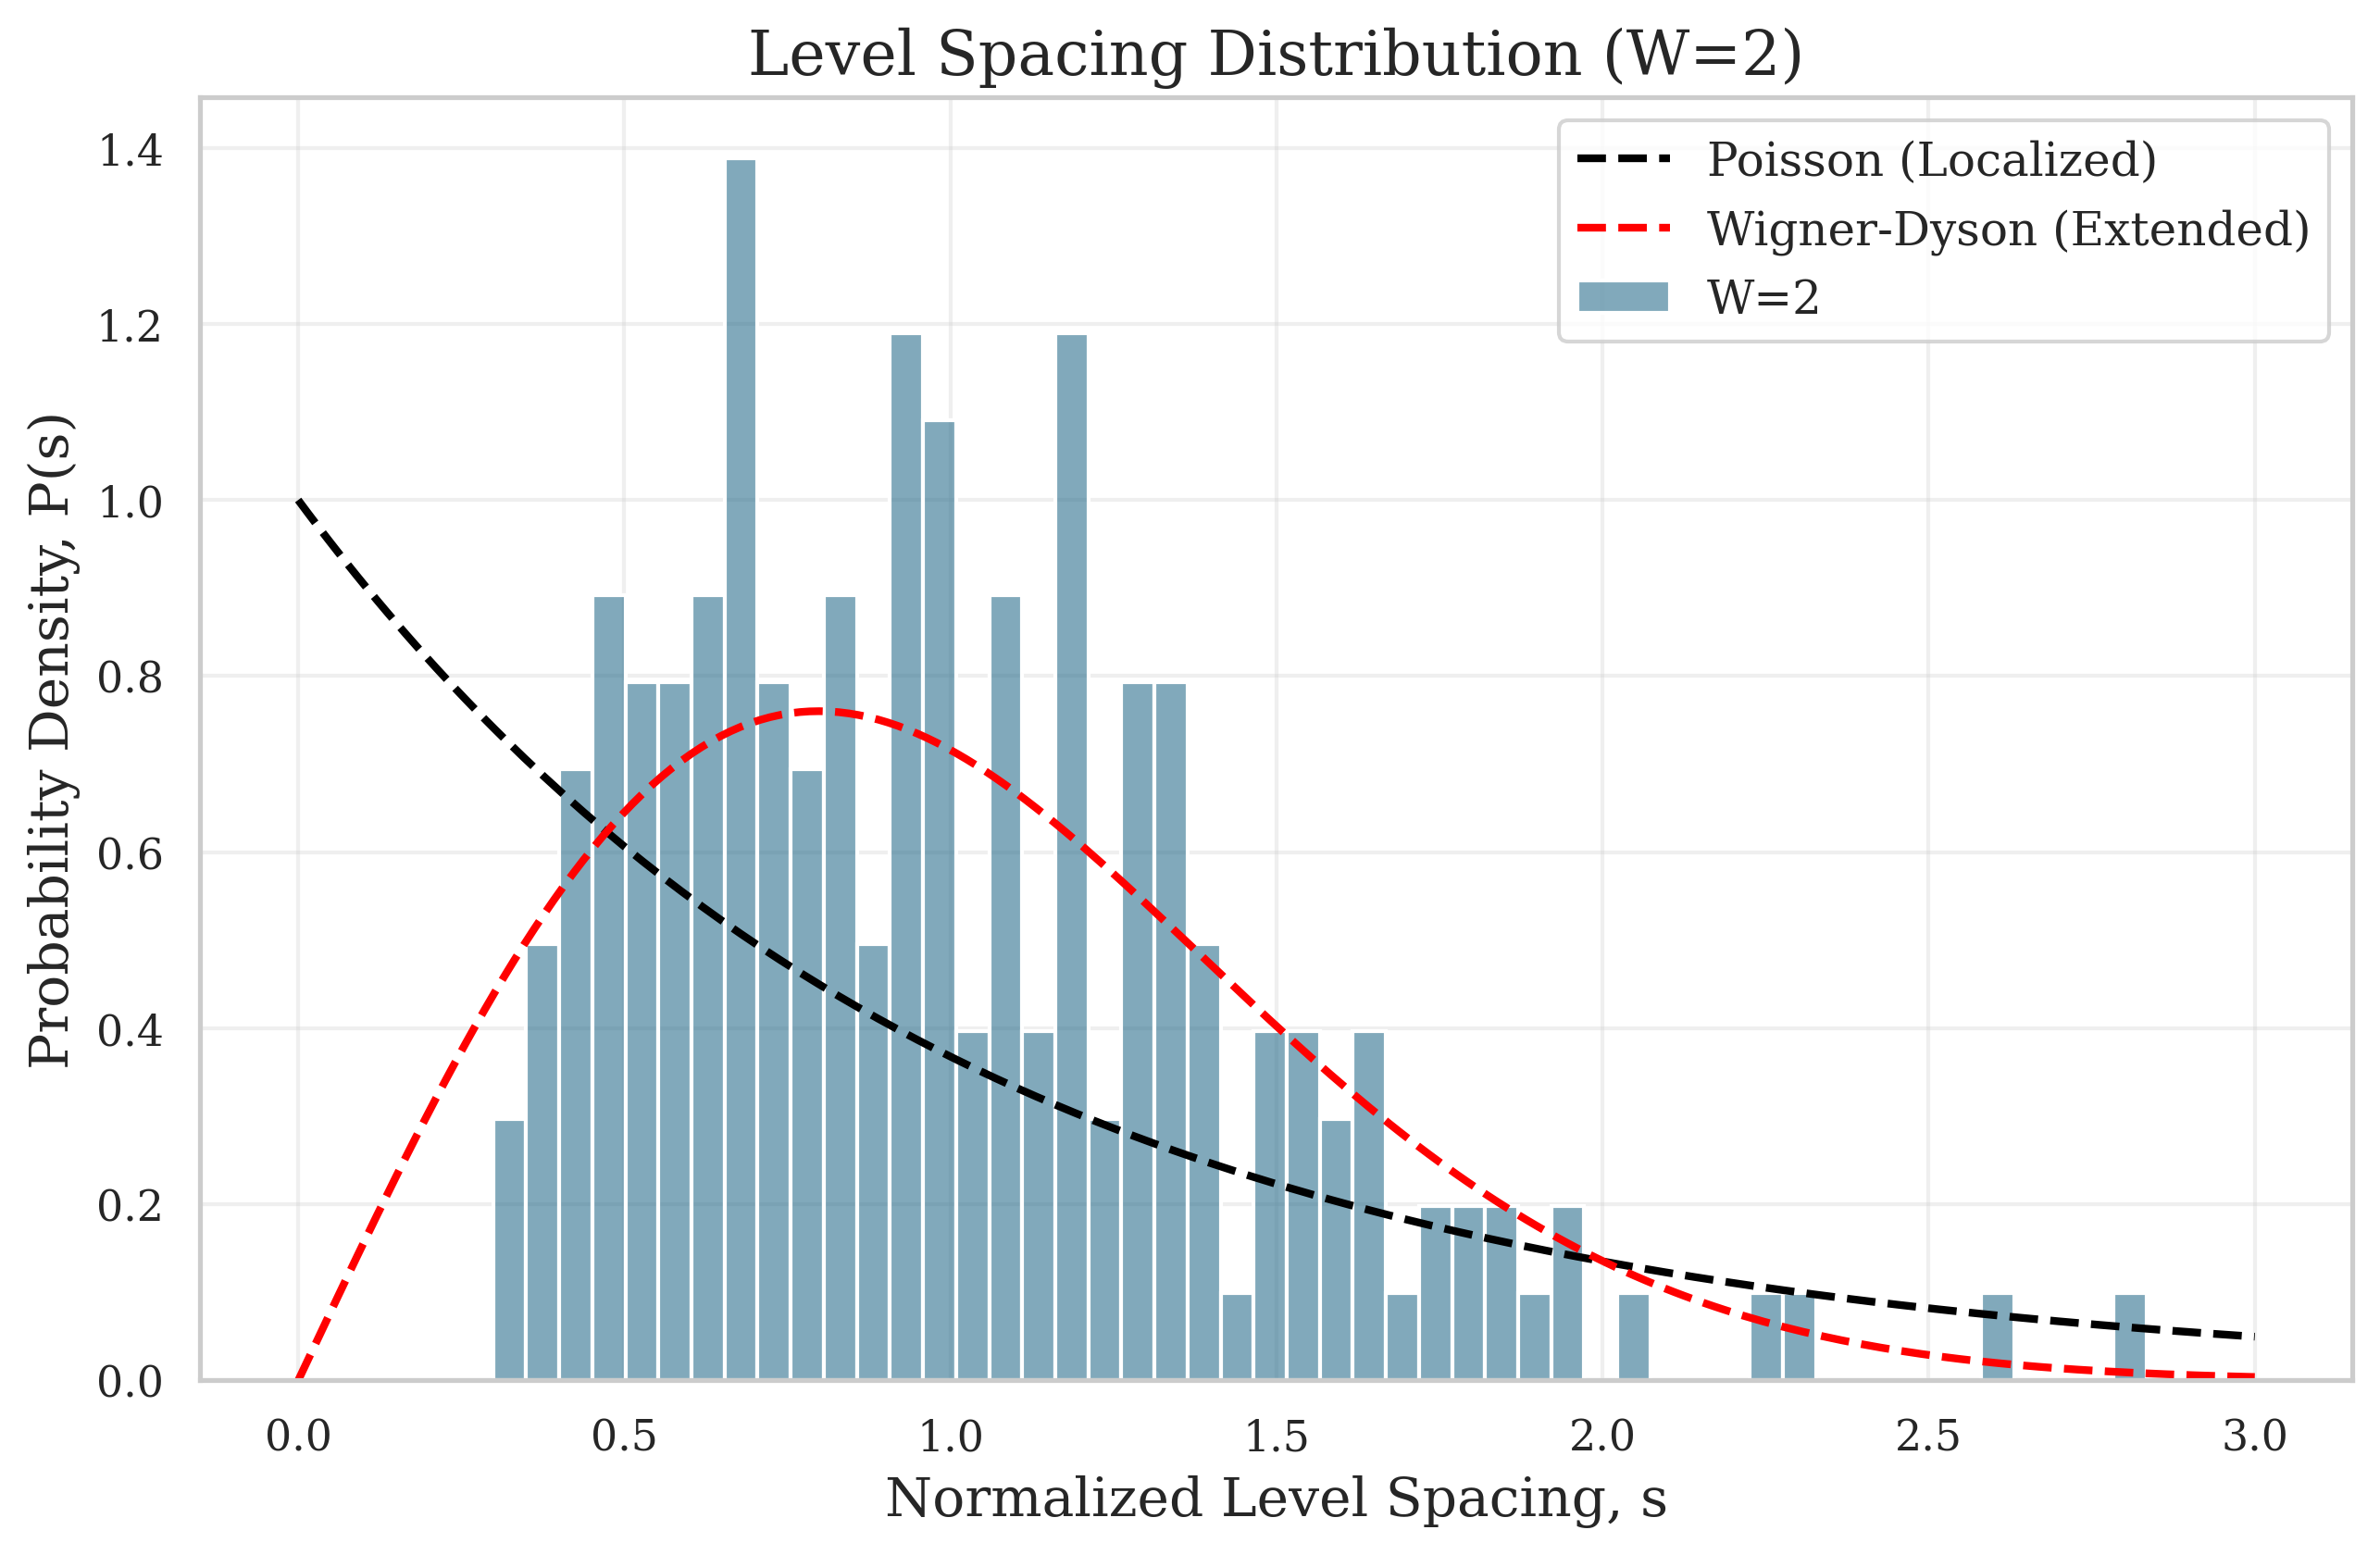 Level Spacing Distribution (W=2)
Poisson (Localized)
Wigner-Dyson (Extended)
W=2
Probability Density, P(s)
1.4
1.2
1.0
0.8
0.6
0.4
0.2
0.0
0.0 0.5 1.0 1.5 2.0 2.5 3.0
Normalized Level Spacing, s